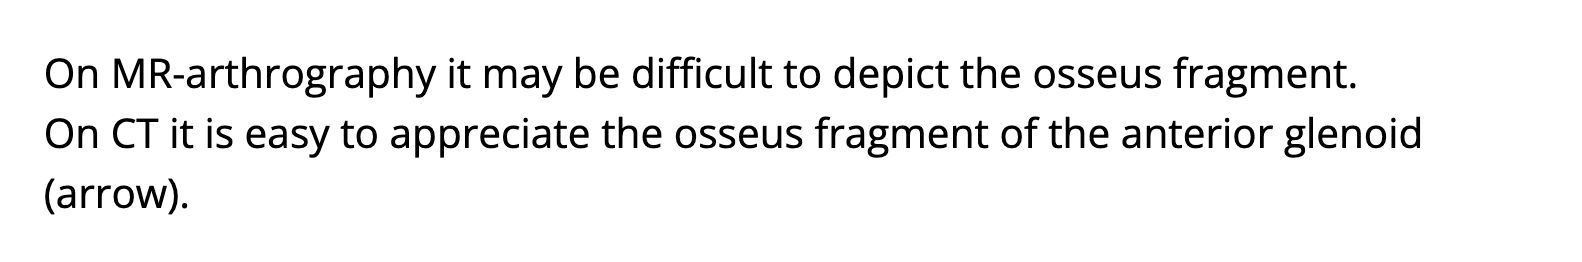 On MR-arthrography it may be difficult to depict the osseus fragment.
On CT it is easy to appreciate the osseus fragment of the anterior glenoid
(arrow).